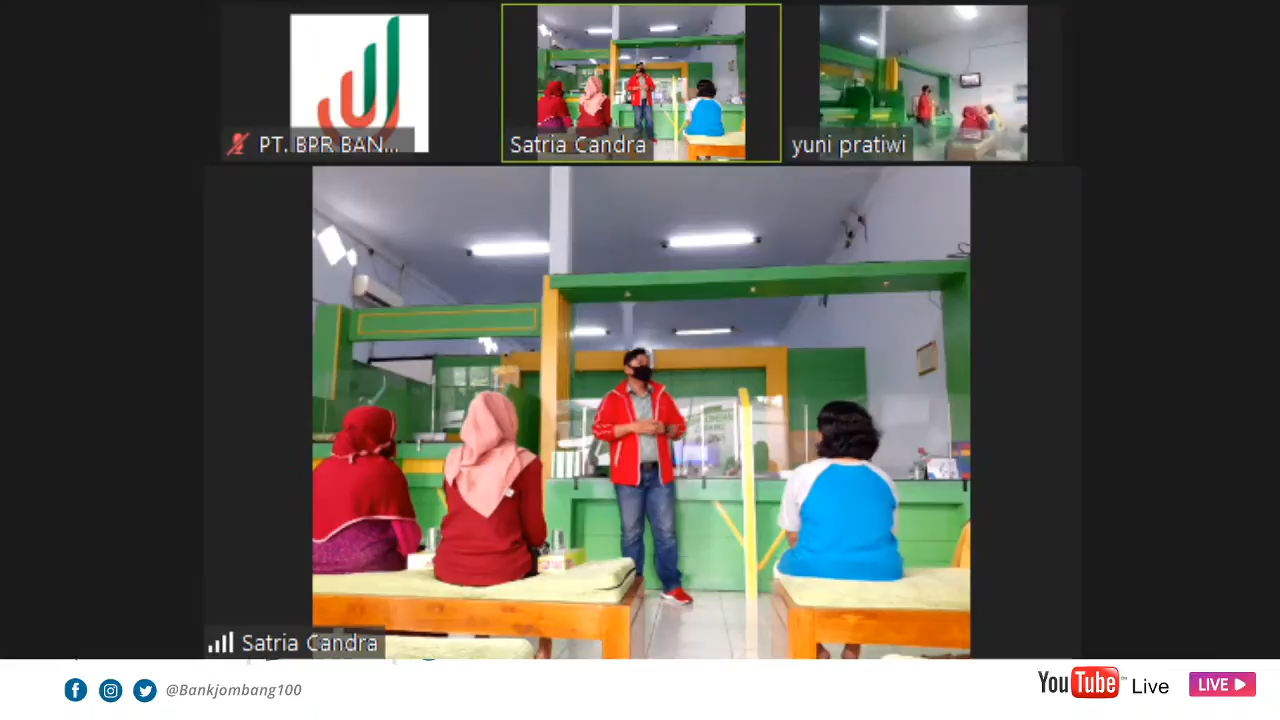 PT. BPR BAN...
Satria Candra
yuni pratiwi
Satria Candra
@Bankjombang100
YouTube Live
LIVE